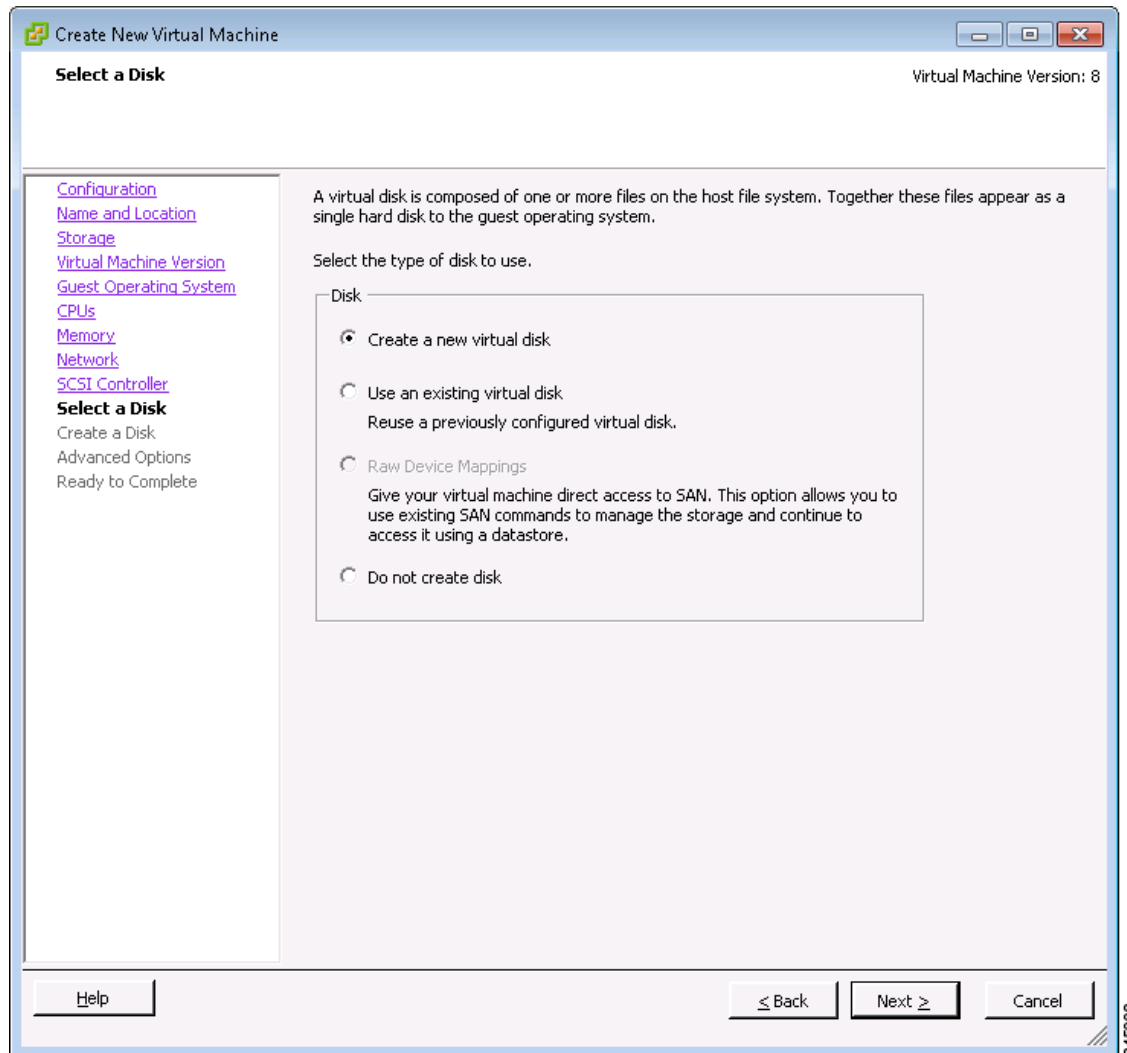 Create New Virtual Machine
Select a Disk
Virtual Machine Version: 8
Configuration
Name and Location
Storage
Virtual Machine Version
Guest Operating System
CPUs
Memory
Network
SCSI Controller
Select a Disk
Create a Disk
Advanced Options
Ready to Complete
A virtual disk is composed of one or more files on the host file system. Together these files appear as a
single hard disk to the guest operating system.
Select the type of disk to use.
Disk
Create a new virtual disk
Use an existing virtual disk
Reuse a previously configured virtual disk.
Raw Device Mappings
Give your virtual machine direct access to SAN. This option allows you to
use existing SAN commands to manage the storage and continue to
access it using a datastore.
Do not create disk
Help
< Back
Next >
Cancel